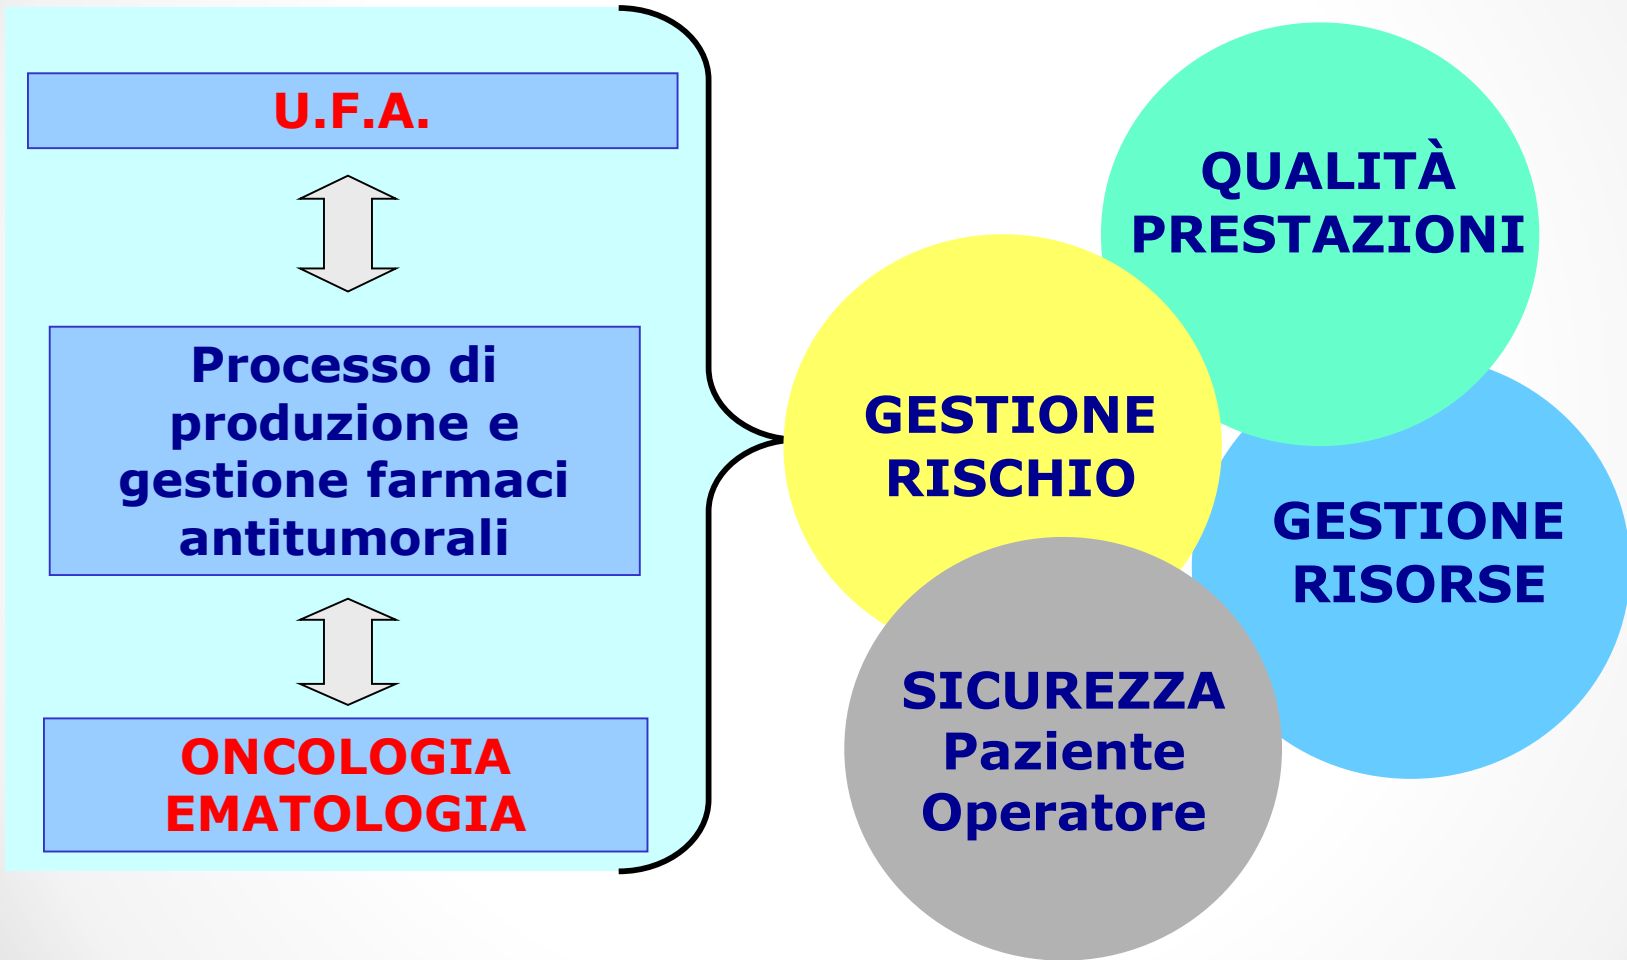 U.F.A.
Processo di
produzione e
gestione farmaci
antitumorali
ONCOLOGIA
EMATOLOGIA
QUALITÀ
PRESTAZIONI
GESTIONE
RISCHIO
GESTIONE
RISORSE
SICUREZZA
Paziente
Operatore